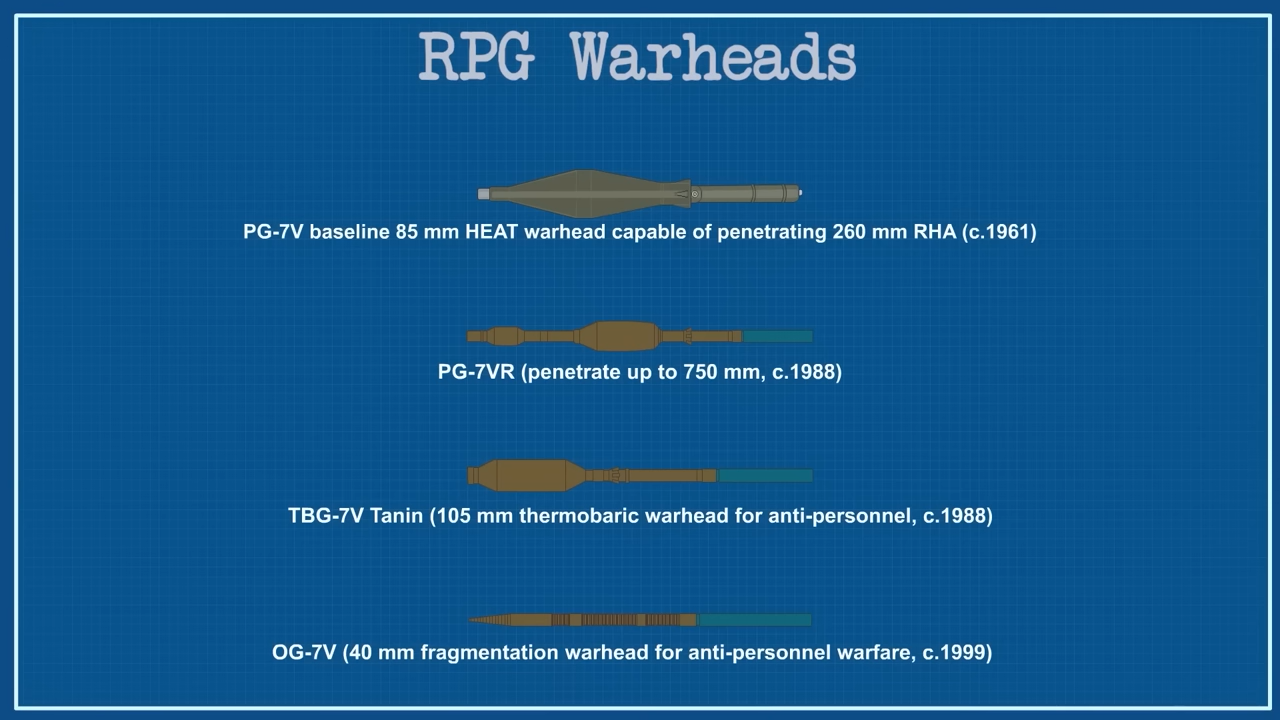 RPG Warheads
PG-7V baseline 85 mm HEAT warhead capable of penetrating 260 mm RHA (c.1961)
PG-7VR (penetrate up to 750 mm, c.1988)
TBG-7V Tanin (105 mm thermobaric warhead for anti-personnel, c.1988)
OG-7V (40 mm fragmentation warhead for anti-personnel warfare, c.1999)